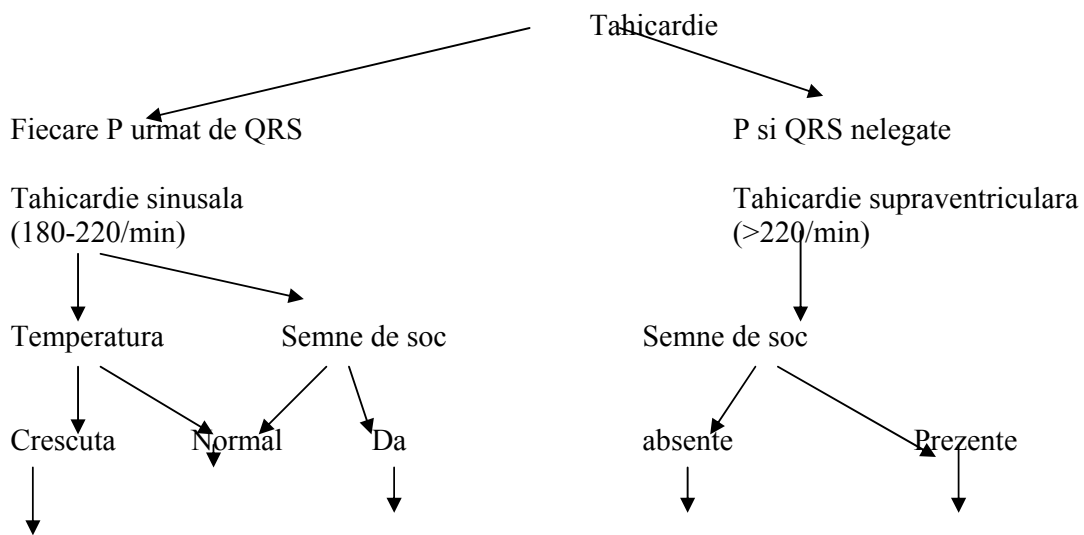 Tahicardie
Fiecare P urmat de QRS
P si QRS nelegate
Tahicardie sinusala
(180-220/min)
Tahicardie supraventriculara
(>220/min)
Temperatura
Semne de soc
Semne de soc
Crescuta
Normal
Da
absente
Prezente